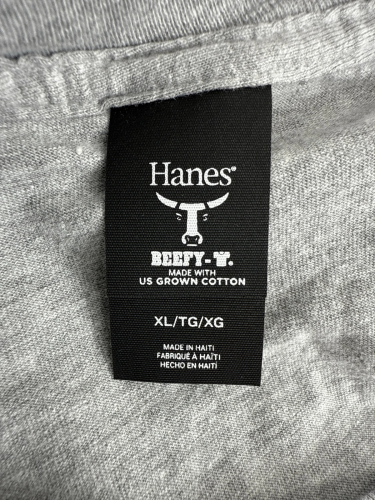 Hanes®
BEEFY-T®
MADE WITH
US GROWN COTTON
XL/TG/XG
MADE IN HAITI
FABRIQUÉ À HAÏTI
HECHO EN HAITÍ